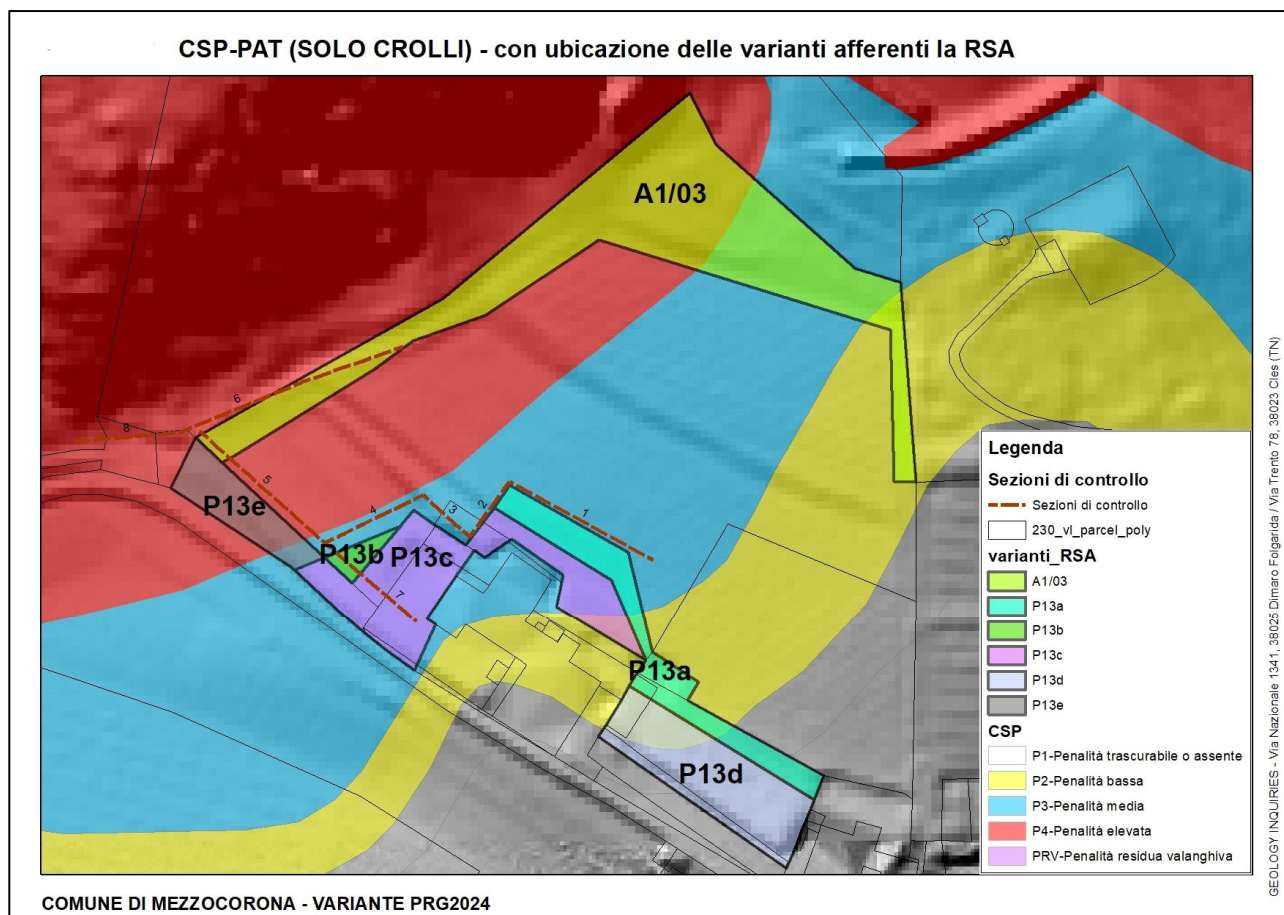 CSP-PAT (SOLO CROLLI) - con ubicazione delle varianti afferenti la RSA
A1/03
6
8
5
P13e
4
3
2
1
P13b
P13c
7
P13a
P13d
Legenda
Sezioni di controllo
Sezioni di controllo
230_vl_parcel_poly
varianti_RSA
A1/03
P13a
P13b
P13c
P13d
P13e
CSP
P1-Penalità trascurabile o assente
P2-Penalità bassa
P3-Penalità media
P4-Penalità elevata
PRV-Penalità residua valanghiva
GEOLOGY INQUIRIES - Via Nazionale 1341, 38025 Dimaro Folgarida / Via Trento 78, 38023 Cles (TN)
COMUNE DI MEZZOCORONA - VARIANTE PRG2024